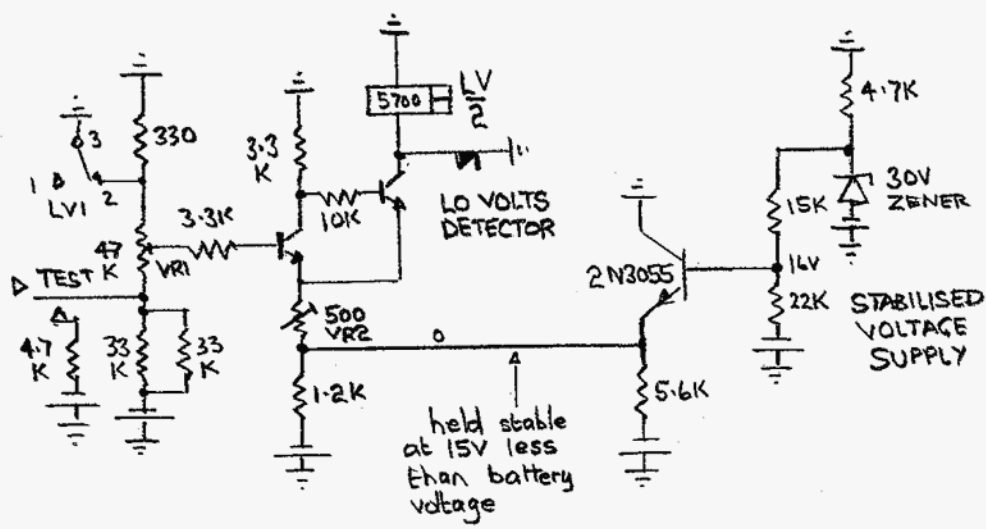 330
3
1
2
LV1
47
K
VR1
3.31K
TEST
4.7
K
33
K
33
K
3.3
K
10K
5700
LV
2
LO VOLTS
DETECTOR
500
VR2
1.2K
0
held stable
at 15V less
than battery
voltage
2N3055
5.6K
4.7K
15K
30V
ZENER
16V
22K
STABILISED
VOLTAGE
SUPPLY